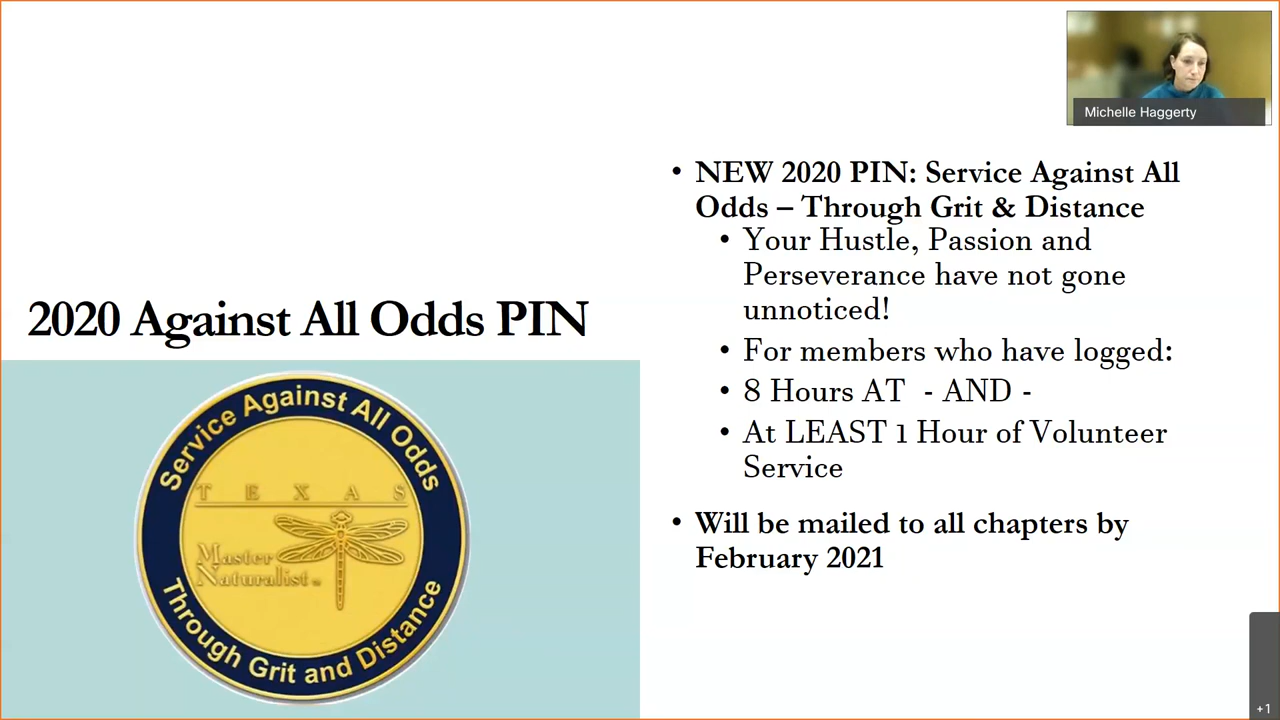 Michelle Haggerty
• NEW 2020 PIN: Service Against All
Odds – Through Grit & Distance
• Your Hustle, Passion and
Perseverance have not gone
unnoticed!
• For members who have logged:
• 8 Hours AT - AND -
• At LEAST 1 Hour of Volunteer
Service
• Will be mailed to all chapters by
February 2021
2020 Against All Odds PIN
Service Against All Odds
TEXAS
Master
Naturalist
Through Grit and Distance
+1